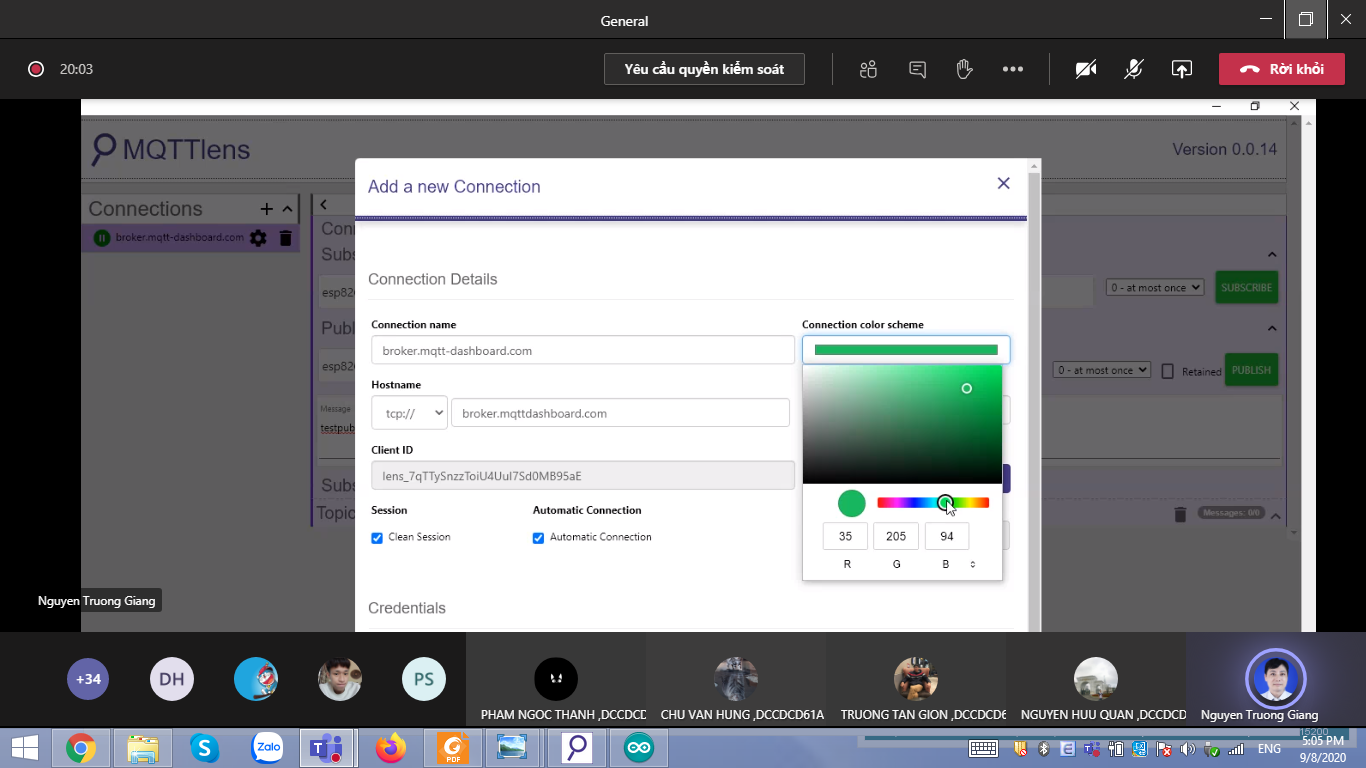 General
20:03
Yêu cầu quyền kiểm soát
Rời khỏi
MQTTlens
Version 0.0.14
Connections
broker.mqtt-dashboard.com
Add a new Connection
Connection Details
Connection name
Connection color scheme
broker.mqtt-dashboard.com
Hostname
tcp://
broker.mqttdashboard.com
Client ID
Session
Automatic Connection
Clean Session
Automatic Connection
35
205
94
R
G
B
Credentials
Subs
esp82
0 - at most once
SUBSCRIBE
Publ
esp82
0 - at most once
Retained
PUBLISH
Message
testpub
Subs
Topic
Messages: 0/0
Nguyen Truong Giang
+34
DH
PS
PHAM NGOC THANH ,DCCDCD
CHU VAN HUNG ,DCCDCD61A
TRUONG TAN GION ,DCCDCD6
NGUYEN HUU QUAN ,DCCDCD
Nguyen Truong Giang
Zalo
PDF
ENG
15200
5:05 PM
9/8/2020